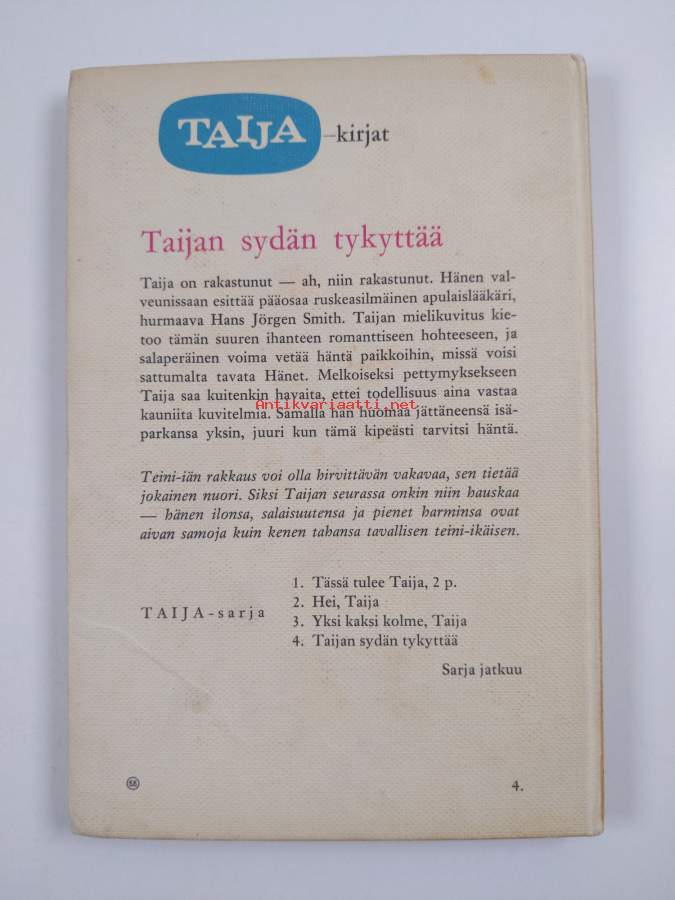 TAIJA –kirjat
Taijan sydän tykyttää
Taija on rakastunut — ah, niin rakastunut. Hänen val-
veunissaan esittää pääosaa ruskeasilmäinen apulaislääkäri,
hurmaava Hans Jörgen Smith. Taijan mielikuvitus kie-
too tämän suuren ihanteen romanttiseen hohteeseen, ja
salaperäinen voima vetää häntä paikkoihin, missä voisi
sattumalta tavata Hänet. Melkoiseksi pettymyksekseen
Taija saa kuitenkin havaita, ettei todellisuus aina vastaa
Antikvariaatti.net
kauniita kuvitelmia. Samalla hän huomaa jättäneensä isä-
parkansa yksin, juuri kun tämä kipeästi tarvitsi häntä.
Teini-iän rakkaus voi olla hirvittävän vakavaa, sen tietää
jokainen nuori. Siksi Taijan seurassa onkin niin hauskaa
— hänen ilonsa, salaisuutensa ja pienet harminsa ovat
aivan samoja kuin kenen tahansa tavallisen teini-ikäisen.
TAIJA-sarja
1. Tässä tulee Taija, 2 p.
2. Hei, Taija
3. Yksi kaksi kolme, Taija
4. Taijan sydän tykyttää
Sarja jatkuu
4.